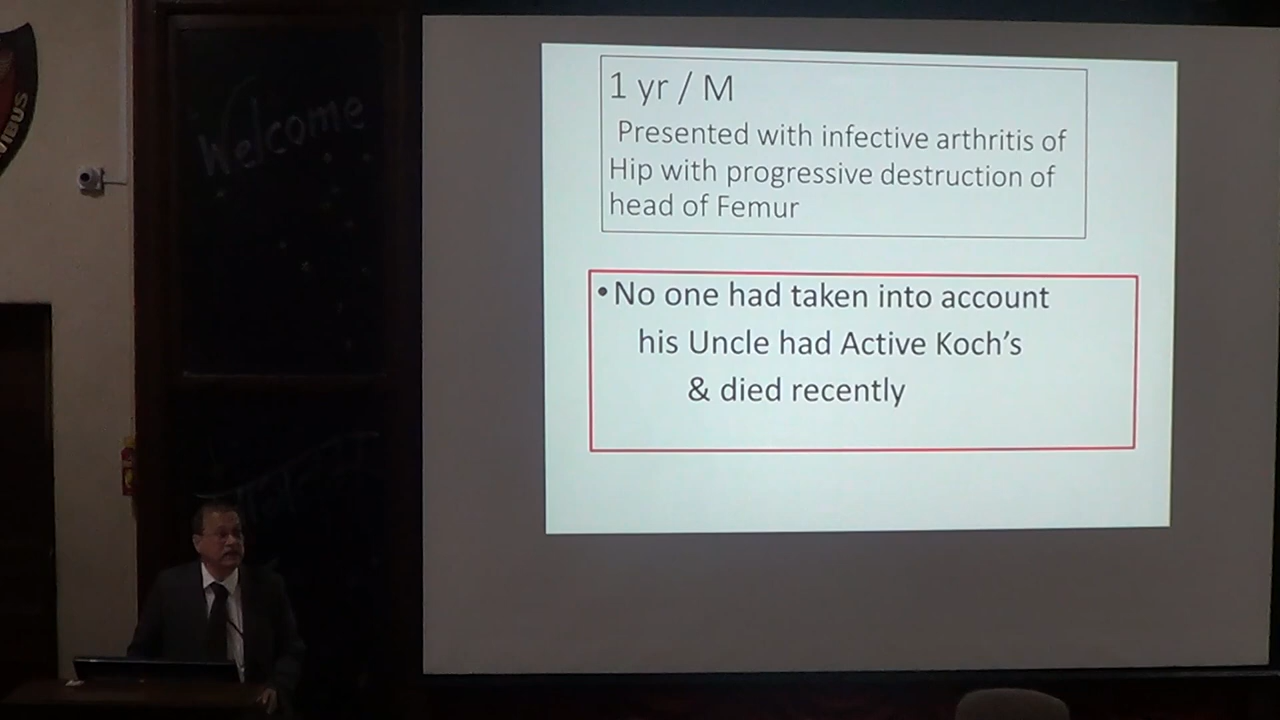 Welcome
1 yr / M
Presented with infective arthritis of
Hip with progressive destruction of
head of Femur
• No one had taken into account
his Uncle had Active Koch's
& died recently